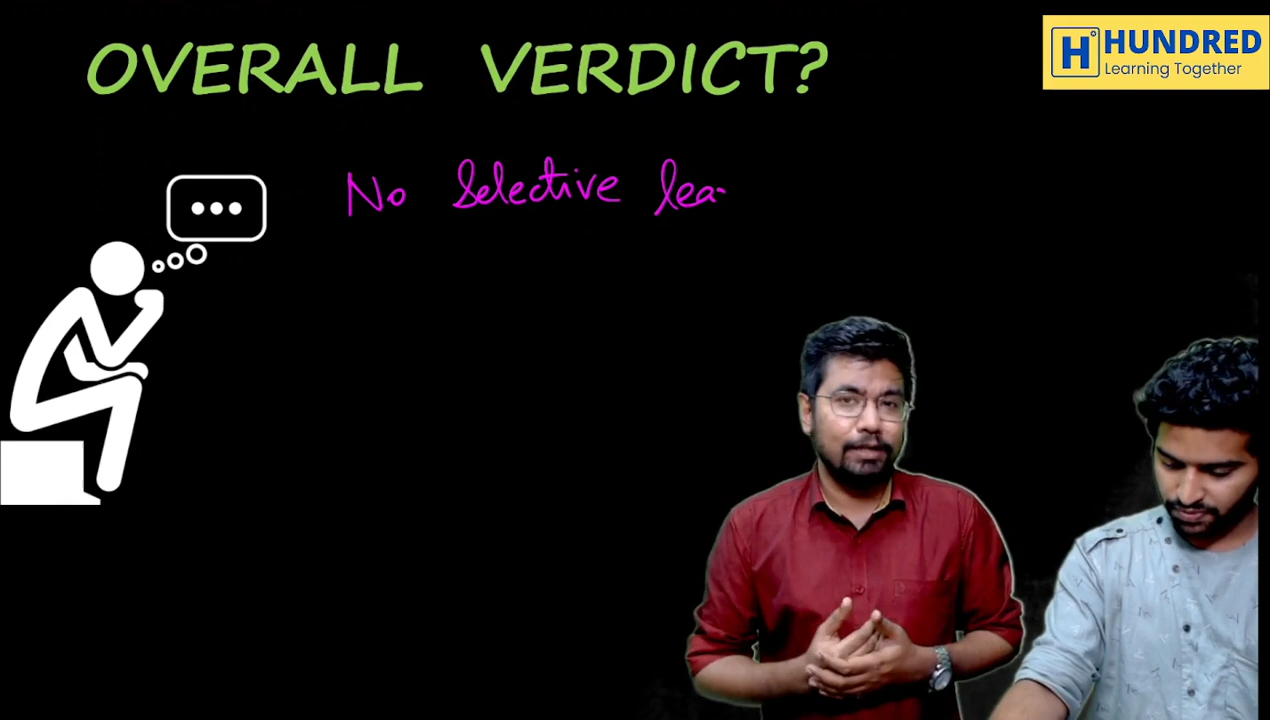 OVERALL VERDICT?
H° HUNDRED
Learning Together
No Selective lea